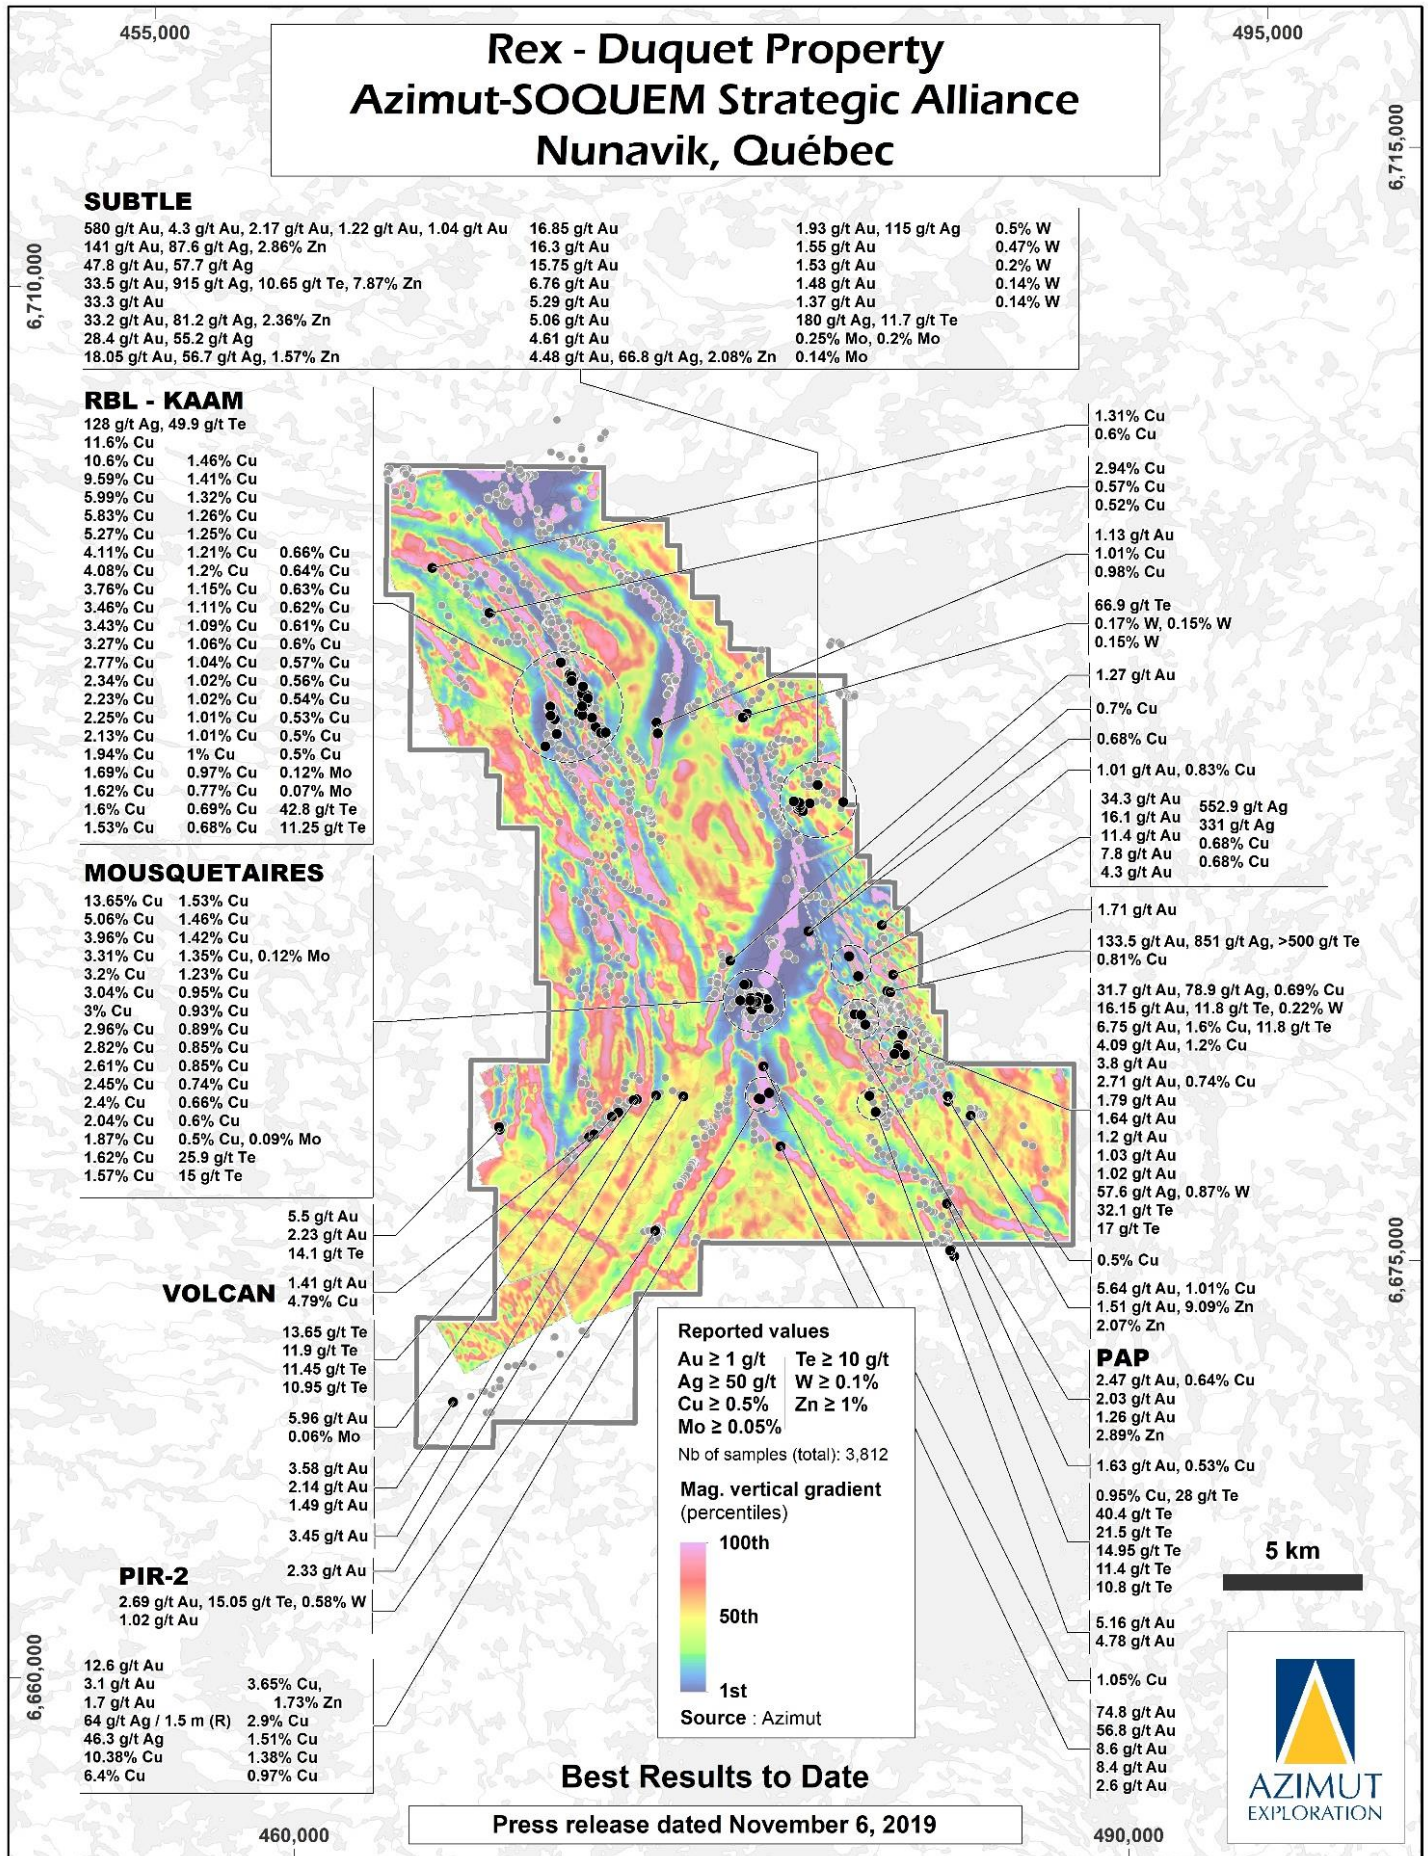 455,000
495,000
Rex - Duquet Property
Azimut-SOQUEM Strategic Alliance
Nunavik, Québec
6,715,000
6,710,000
SUBTLE
580 g/t Au, 4.3 g/t Au, 2.17 g/t Au, 1.22 g/t Au, 1.04 g/t Au
141 g/t Au, 87.6 g/t Ag, 2.86% Zn
47.8 g/t Au, 57.7 g/t Ag
33.5 g/t Au, 915 g/t Ag, 10.65 g/t Te, 7.87% Zn
33.3 g/t Au
33.2 g/t Au, 81.2 g/t Ag, 2.36% Zn
28.4 g/t Au, 55.2 g/t Ag
18.05 g/t Au, 56.7 g/t Ag, 1.57% Zn
16.85 g/t Au
16.3 g/t Au
15.75 g/t Au
6.76 g/t Au
5.29 g/t Au
5.06 g/t Au
4.61 g/t Au
4.48 g/t Au, 66.8 g/t Ag, 2.08% Zn
1.93 g/t Au, 115 g/t Ag
1.55 g/t Au
1.53 g/t Au
1.48 g/t Au
1.37 g/t Au
180 g/t Ag, 11.7 g/t Te
0.25% Mo, 0.2% Mo
0.14% Mo
0.5% W
0.47% W
0.2% W
0.14% W
0.14% W
RBL - KAAM
128 g/t Ag, 49.9 g/t Te
11.6% Cu
10.6% Cu 1.46% Cu
9.59% Cu 1.41% Cu
5.99% Cu 1.32% Cu
5.83% Cu 1.26% Cu
5.27% Cu 1.25% Cu
4.11% Cu 1.21% Cu 0.66% Cu
4.08% Cu 1.2% Cu 0.64% Cu
3.76% Cu 1.15% Cu 0.63% Cu
3.46% Cu 1.11% Cu 0.62% Cu
3.43% Cu 1.09% Cu 0.61% Cu
3.27% Cu 1.06% Cu 0.6% Cu
2.77% Cu 1.04% Cu 0.57% Cu
2.34% Cu 1.02% Cu 0.56% Cu
2.23% Cu 1.02% Cu 0.54% Cu
2.25% Cu 1.01% Cu 0.53% Cu
2.13% Cu 1.01% Cu 0.5% Cu
1.94% Cu 1% Cu 0.5% Cu
1.69% Cu 0.97% Cu 0.12% Mo
1.62% Cu 0.77% Cu 0.07% Mo
1.6% Cu 0.69% Cu 42.8 g/t Te
1.53% Cu 0.68% Cu 11.25 g/t Te
MOUSQUETAIRES
13.65% Cu 1.53% Cu
5.06% Cu 1.46% Cu
3.96% Cu 1.42% Cu
3.31% Cu 1.35% Cu, 0.12% Mo
3.2% Cu 1.23% Cu
3.04% Cu 0.95% Cu
3% Cu 0.93% Cu
2.96% Cu 0.89% Cu
2.82% Cu 0.85% Cu
2.61% Cu 0.85% Cu
2.45% Cu 0.74% Cu
2.4% Cu 0.66% Cu
2.04% Cu 0.6% Cu
1.87% Cu 0.5% Cu, 0.09% Mo
1.62% Cu 25.9 g/t Te
1.57% Cu 15 g/t Te
5.5 g/t Au
2.23 g/t Au
14.1 g/t Te
VOLCAN
1.41 g/t Au
4.79% Cu
13.65 g/t Te
11.9 g/t Te
11.45 g/t Te
10.95 g/t Te
5.96 g/t Au
0.06% Mo
3.58 g/t Au
2.14 g/t Au
1.49 g/t Au
3.45 g/t Au
2.33 g/t Au
PIR-2
2.69 g/t Au, 15.05 g/t Te, 0.58% W
1.02 g/t Au
6,660,000
12.6 g/t Au
3.1 g/t Au 3.65% Cu,
1.7 g/t Au 1.73% Zn
64 g/t Ag / 1.5 m (R) 2.9% Cu
46.3 g/t Ag 1.51% Cu
10.38% Cu 1.38% Cu
6.4% Cu 0.97% Cu
1.31% Cu
0.6% Cu
2.94% Cu
0.57% Cu
0.52% Cu
1.13 g/t Au
1.01% Cu
0.98% Cu
66.9 g/t Te
0.17% W, 0.15% W
0.15% W
1.27 g/t Au
0.7% Cu
0.68% Cu
1.01 g/t Au, 0.83% Cu
34.3 g/t Au
16.1 g/t Au
11.4 g/t Au
7.8 g/t Au
4.3 g/t Au
552.9 g/t Ag
331 g/t Ag
0.68% Cu
0.68% Cu
1.71 g/t Au
133.5 g/t Au, 851 g/t Ag, >500 g/t Te
0.81% Cu
31.7 g/t Au, 78.9 g/t Ag, 0.69% Cu
16.15 g/t Au, 11.8 g/t Te, 0.22% W
6.75 g/t Au, 1.6% Cu, 11.8 g/t Te
4.09 g/t Au, 1.2% Cu
3.8 g/t Au
2.71 g/t Au, 0.74% Cu
1.79 g/t Au
1.64 g/t Au
1.2 g/t Au
1.03 g/t Au
1.02 g/t Au
57.6 g/t Ag, 0.87% W
32.1 g/t Te
17 g/t Te
6,675,000
0.5% Cu
5.64 g/t Au, 1.01% Cu
1.51 g/t Au, 9.09% Zn
2.07% Zn
PAP
2.47 g/t Au, 0.64% Cu
2.03 g/t Au
1.26 g/t Au
2.89% Zn
1.63 g/t Au, 0.53% Cu
0.95% Cu, 28 g/t Te
40.4 g/t Te
21.5 g/t Te
14.95 g/t Te
11.4 g/t Te
10.8 g/t Te
5.16 g/t Au
4.78 g/t Au
1.05% Cu
74.8 g/t Au
56.8 g/t Au
8.6 g/t Au
8.4 g/t Au
2.6 g/t Au
Reported values
Au ≥ 1 g/t Te ≥ 10 g/t
Ag ≥ 50 g/t W ≥ 0.1%
Cu ≥ 0.5% Zn ≥ 1%
Mo ≥ 0.05%
Nb of samples (total): 3,812
Mag. vertical gradient
(percentiles)
100th
50th
1st
Source : Azimut
5 km
AZIMUT
EXPLORATION
Best Results to Date
Press release dated November 6, 2019
460,000
490,000